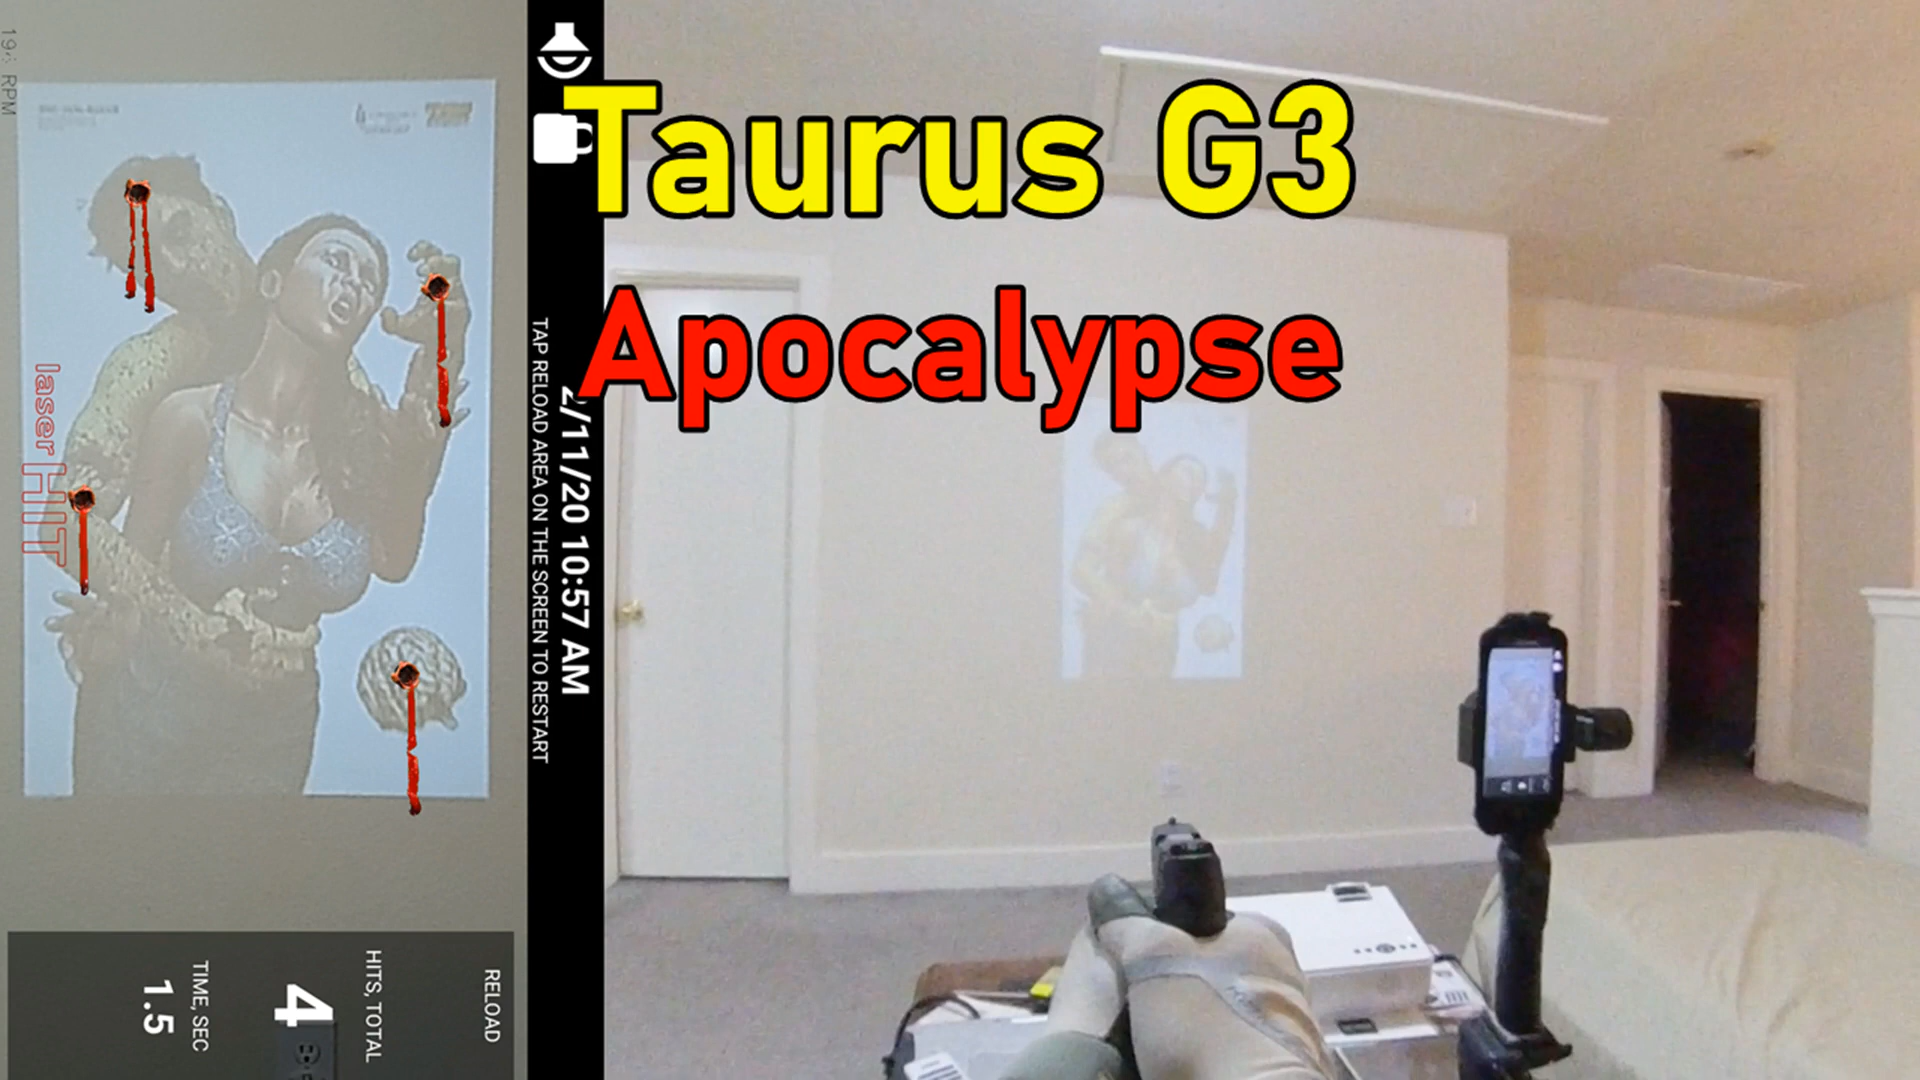 Taurus G3
Apocalypse
laser HIT
2/11/20 10:57 AM
TAP RELOAD AREA ON THE SCREEN TO RESTART
RELOAD
HITS, TOTAL
4
TIME, SEC
1.5
RPM